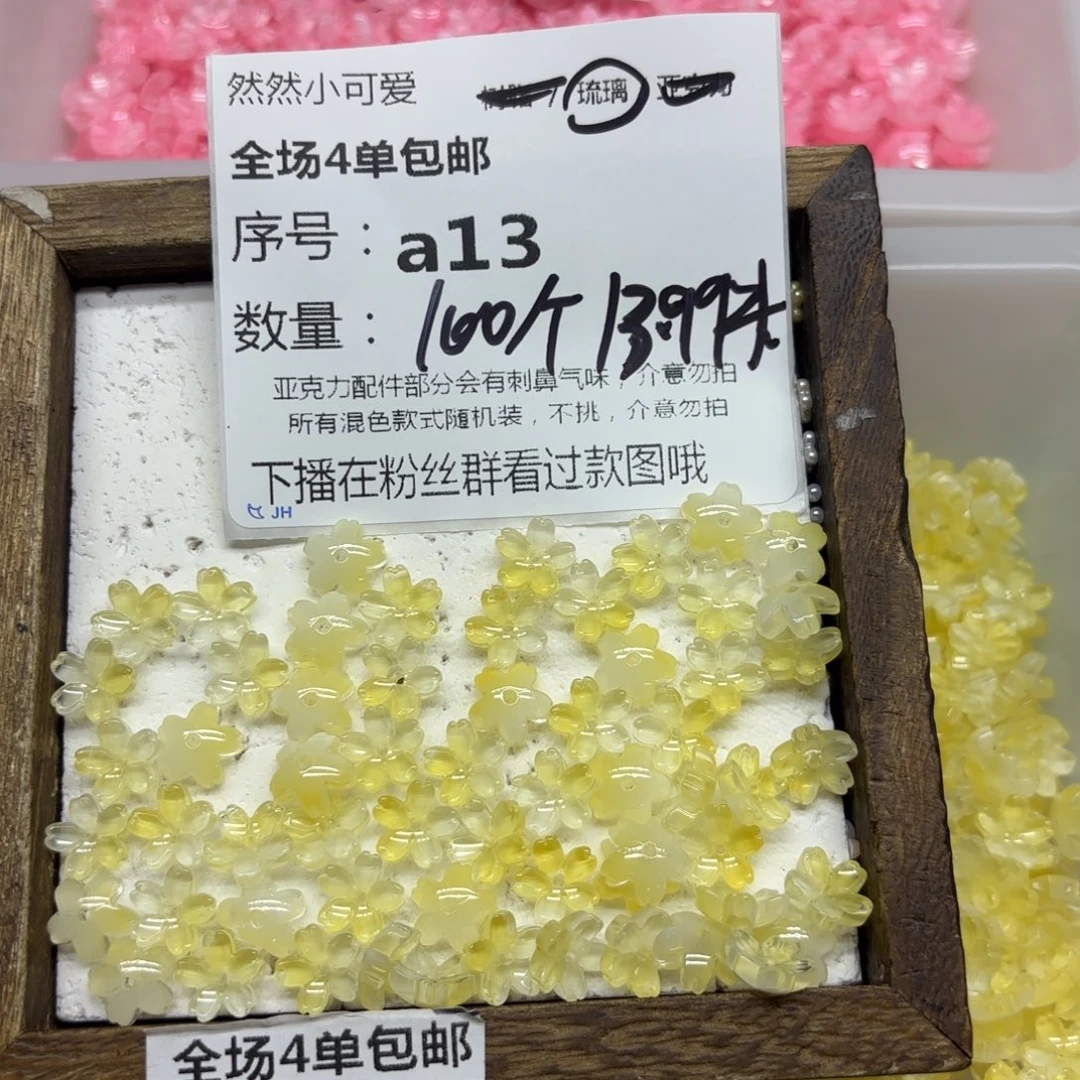 然然小可爱 琉璃
全场4单包邮
序号：a13
数量：100个 13.99
亚克力配件部分会有刺鼻气味，介意勿拍
所有混色款式随机装，不挑，介意勿拍
下播在粉丝群看过款图哦
JH
全场4单包邮